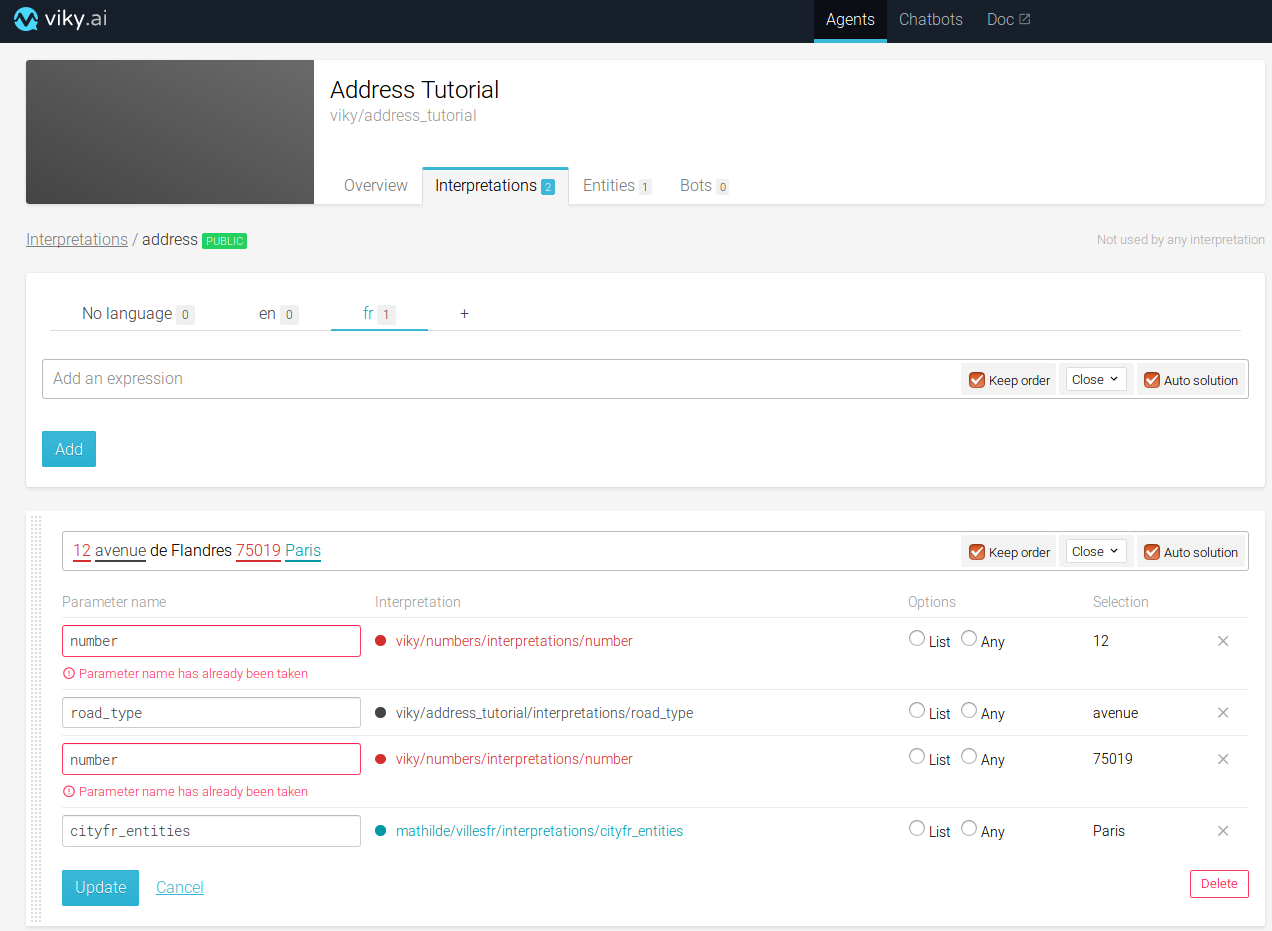 viky.ai Agents Chatbots Doc
Address Tutorial
viky/address_tutorial
Overview Interpretations 2 Entities 1 Bots 0
Interpretations / address PUBLIC Not used by any interpretation
No language 0 en 0 fr 1 +
Add an expression Keep order Close Auto solution
Add
12 avenue de Flandres 75019 Paris Keep order Close Auto solution
Parameter name Interpretation Options Selection
number viky/numbers/interpretations/number List Any 12
Parameter name has already been taken
road_type viky/address_tutorial/interpretations/road_type List Any avenue
number viky/numbers/interpretations/number List Any 75019
Parameter name has already been taken
cityfr_entities mathilde/villesfr/interpretations/cityfr_entities List Any Paris
Update Cancel Delete